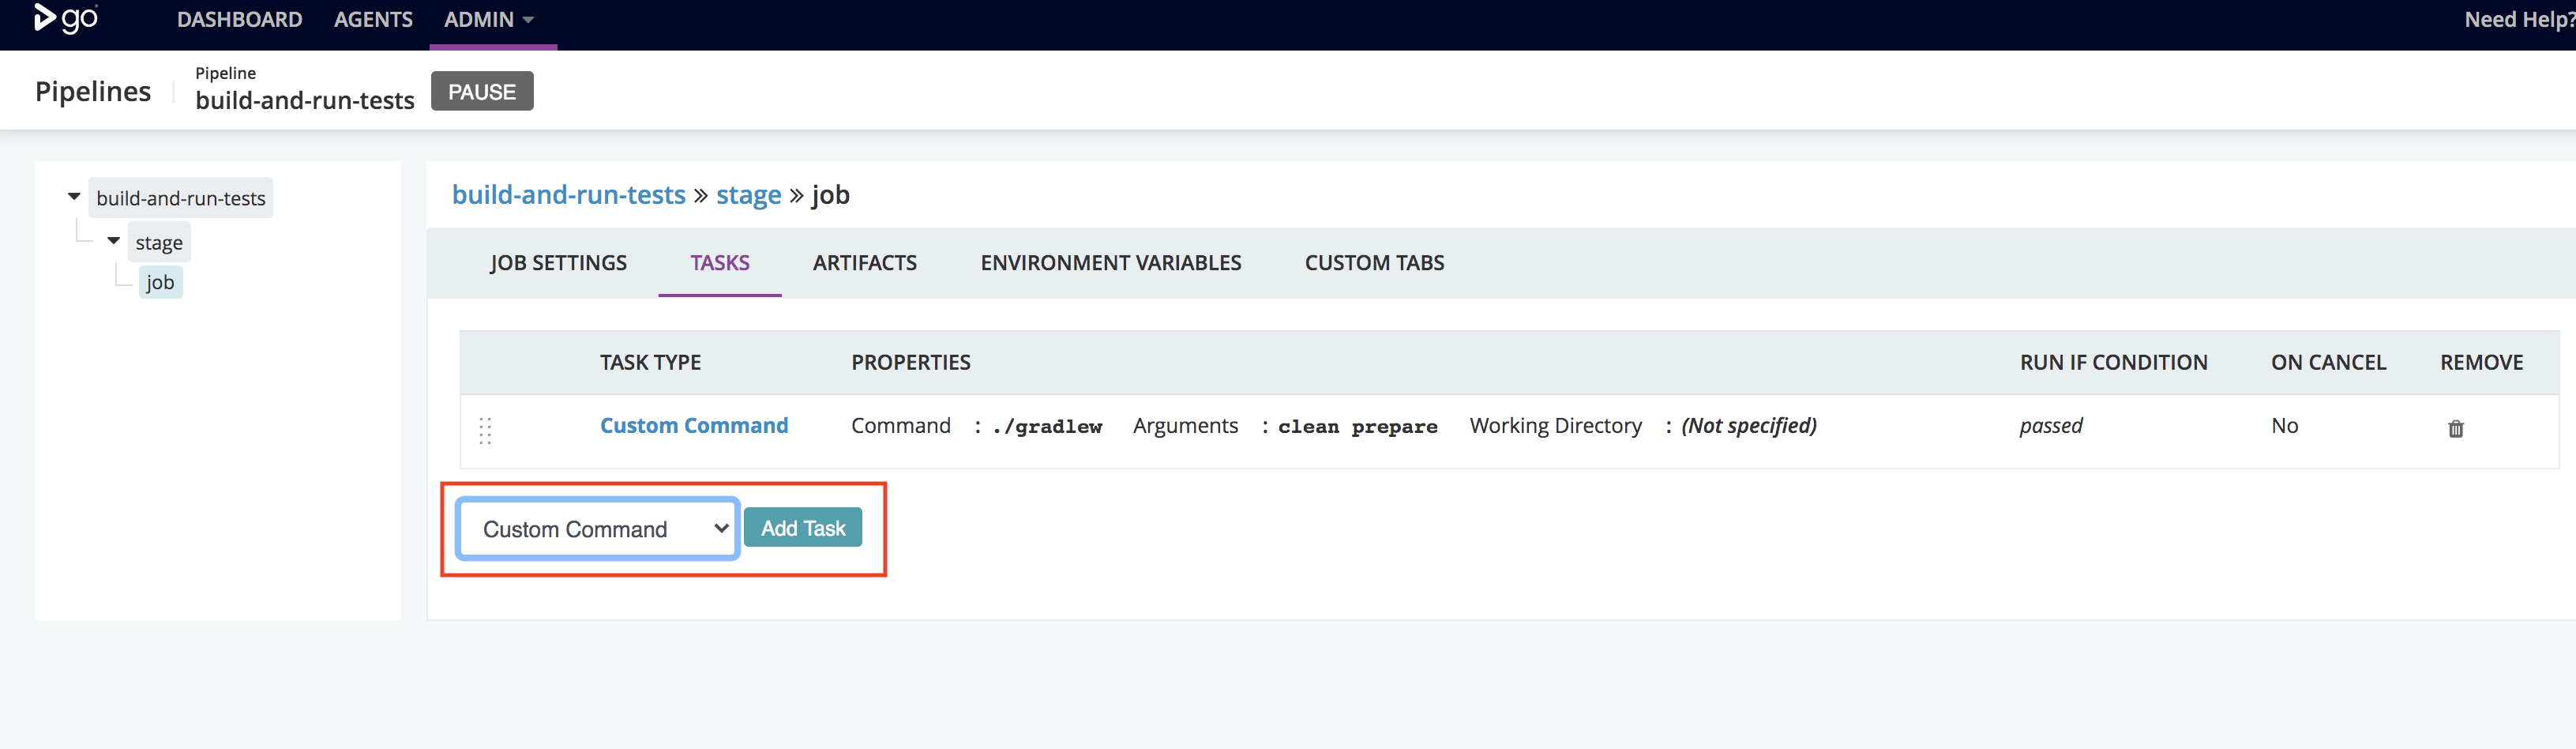 go DASHBOARD AGENTS ADMIN Need Help?
Pipelines
Pipeline
build-and-run-tests
PAUSE
build-and-run-tests
stage
job
build-and-run-tests » stage » job
JOB SETTINGS TASKS ARTIFACTS ENVIRONMENT VARIABLES CUSTOM TABS
TASK TYPE PROPERTIES RUN IF CONDITION ON CANCEL REMOVE
Custom Command Command : ./gradlew Arguments : clean prepare Working Directory : (Not specified) passed No
Custom Command Add Task